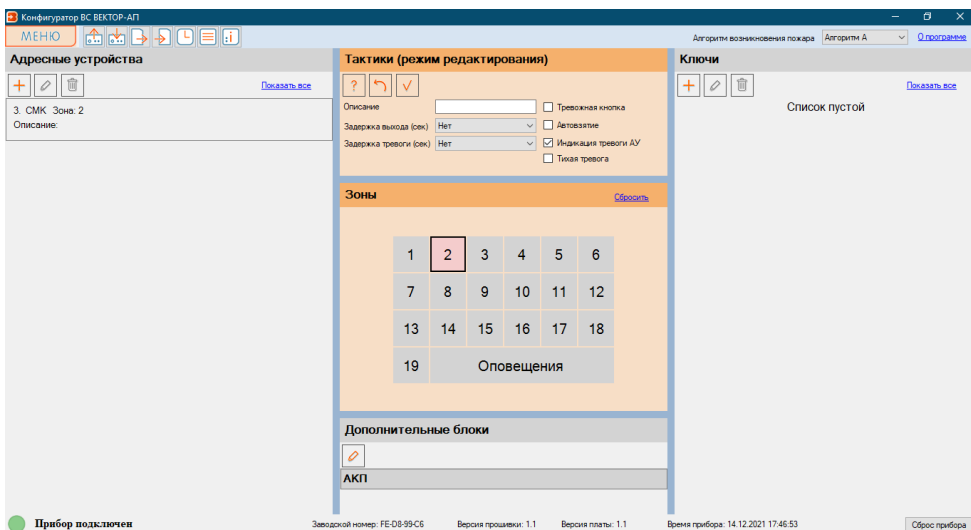 Конфигуратор ВС ВЕКТОР-АП
МЕНЮ
Алгоритм возникновения пожара Алгоритм А О программе
Адресные устройства
Показать все
3. СМК Зона: 2
Описание:
Тактики (режим редактирования)
?
Описание Тревожная кнопка
Задержка выхода (сек) Нет Автовзятие
Задержка тревоги (сек) Нет Индикация тревоги АУ
Тихая тревога
Зоны Сбросить
1 2 3 4 5 6
7 8 9 10 11 12
13 14 15 16 17 18
19 Оповещения
Дополнительные блоки
АКП
Ключи
Показать все
Список пустой
Прибор подключен Заводской номер: FE-D8-99-C6 Версия прошивки: 1.1 Версия платы: 1.1 Время прибора: 14.12.2021 17:46:53 Сброс прибора